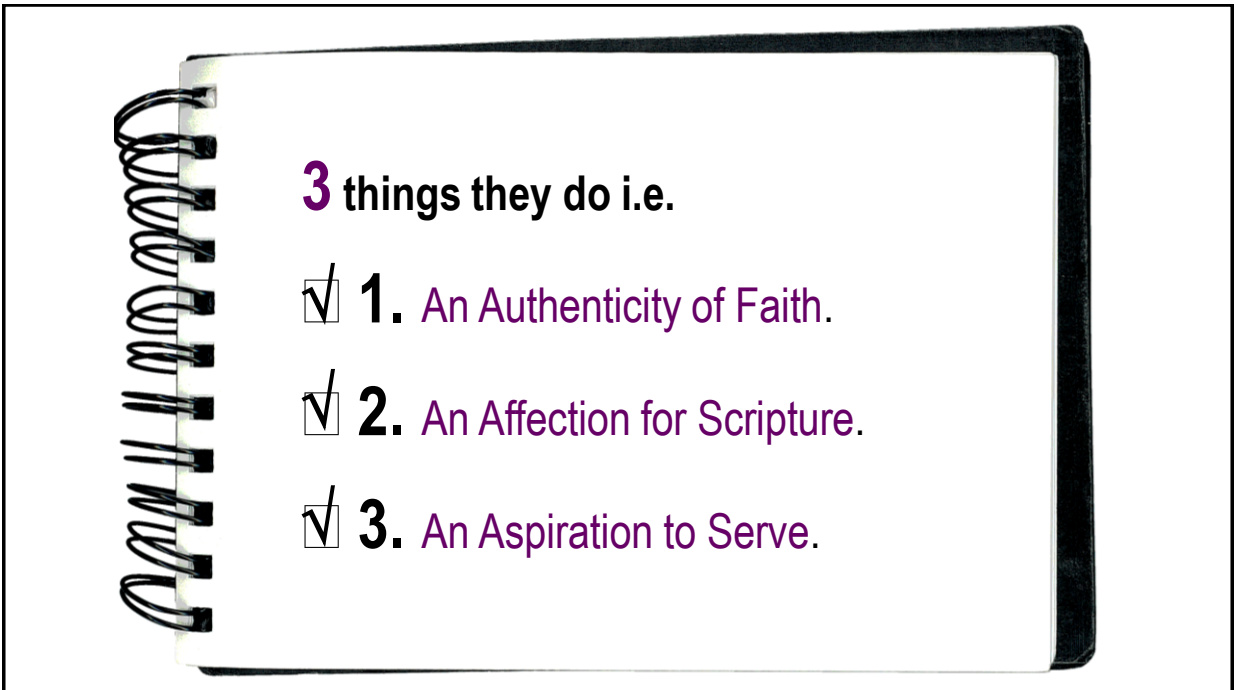 3 things they do i.e.
☑ 1. An Authenticity of Faith.
☑ 2. An Affection for Scripture.
☑ 3. An Aspiration to Serve.